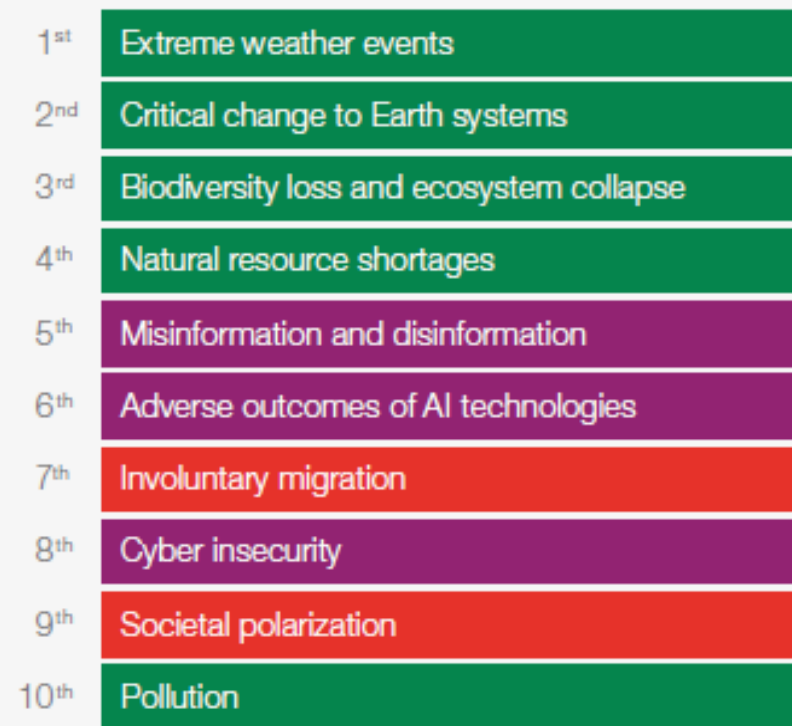 1st Extreme weather events
2nd Critical change to Earth systems
3rd Biodiversity loss and ecosystem collapse
4th Natural resource shortages
5th Misinformation and disinformation
6th Adverse outcomes of AI technologies
7th Involuntary migration
8th Cyber insecurity
9th Societal polarization
10th Pollution